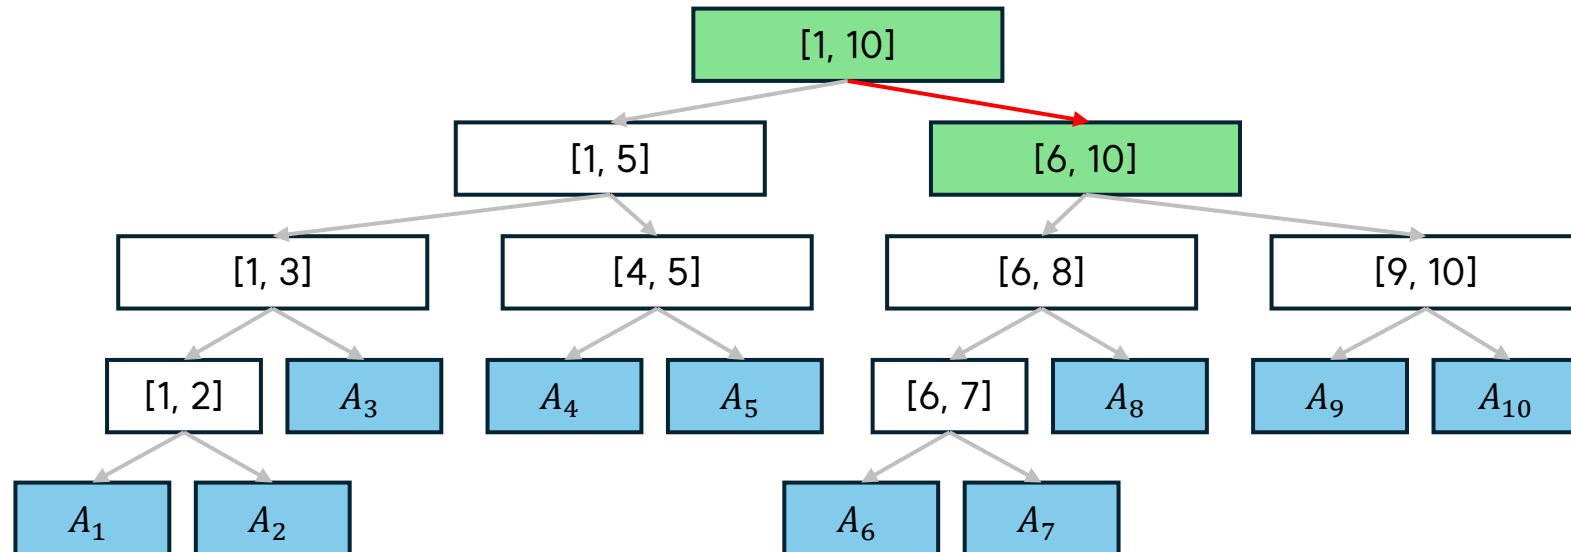 [1, 10]
[1, 5]
[6, 10]
[1, 3]
[4, 5]
[6, 8]
[9, 10]
[1, 2]
A₃
A₄
A₅
[6, 7]
A₈
A₉
A₁₀
A₁
A₂
A₆
A₇